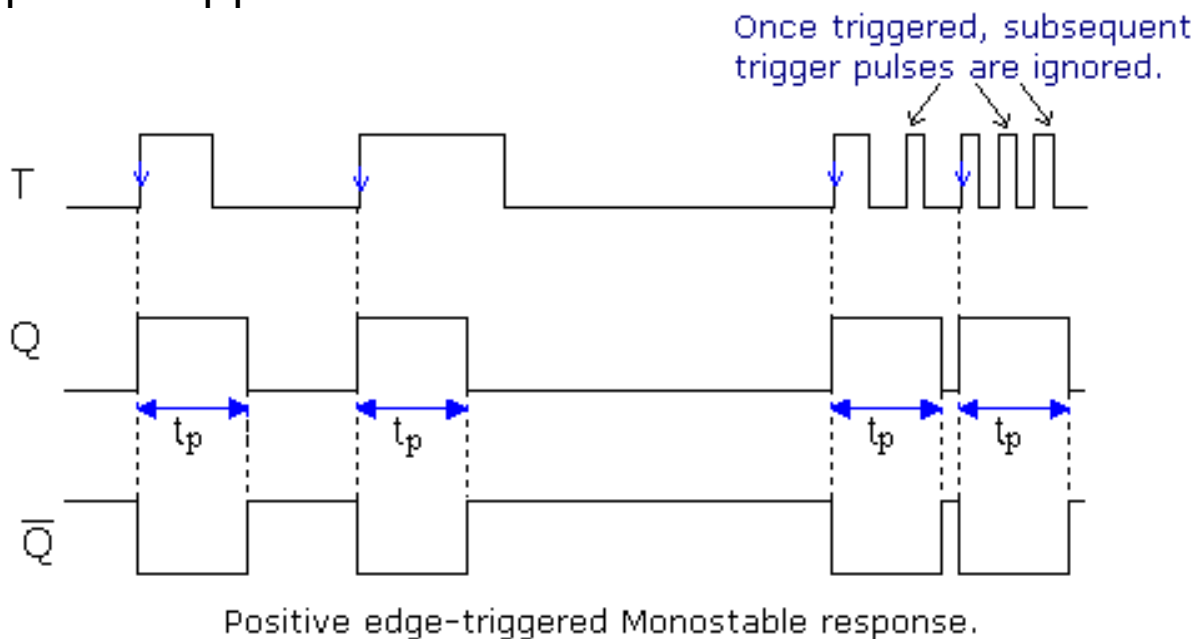 Once triggered, subsequent
trigger pulses are ignored.
T
Q
tp tp tp tp
Q̅
Positive edge-triggered Monostable response.